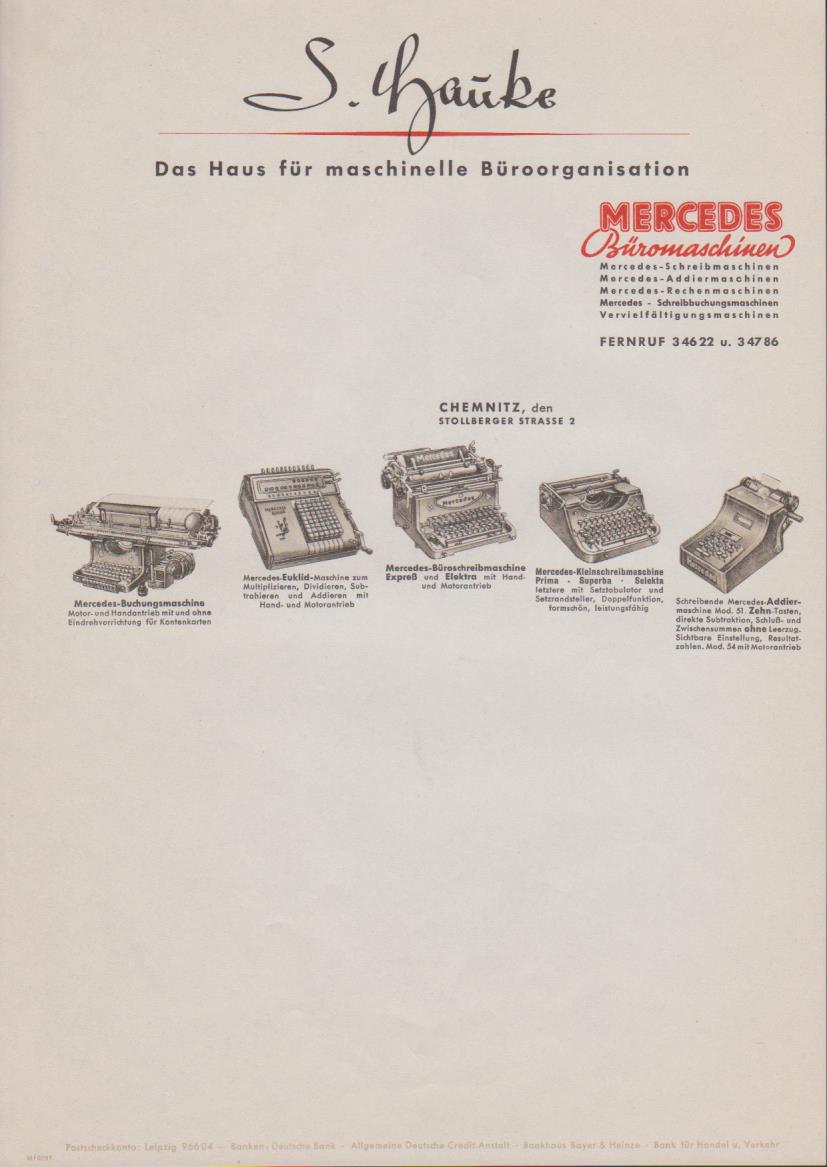 S. Hauke
Das Haus für maschinelle Büroorganisation
MERCEDES
Büromaschinen
Mercedes-Schreibmaschinen
Mercedes-Addiermaschinen
Mercedes-Rechenmaschinen
Mercedes - Schreibbuchungsmaschinen
Vervielfältigungsmaschinen
FERNRUF 34622 u. 34786
CHEMNITZ, den
STOLLBERGER STRASSE 2
Mercedes-Buchungsmaschine
Motor- und Handantrieb mit und ohne
Eindrehvorrichtung für Kontenkarten
Mercedes-Euklid-Maschine zum
Multiplizieren, Dividieren, Sub-
trahieren und Addieren mit
Hand- und Motorantrieb
Mercedes
Mercedes
Mercedes-Büroschreibmaschine
Expreß und Elektra mit Hand-
und Motorantrieb
Mercedes-Kleinschreibmaschine
Prima · Superba · Selekta
letztere mit Setztabulator und
Setzrandsteller, Doppelfunktion,
formschön, leistungsfähig
Schreibende Mercedes-Addier-
maschine Mod. 51. Zehn-Tasten,
direkte Subtraktion, Schluß- und
Zwischensummen ohne Leerzug.
Sichtbare Einstellung, Resultat-
zahlen. Mod. 54 mit Motorantrieb
Postscheckkonto: Leipzig 96604 — Banken: Deutsche Bank · Allgemeine Deutsche Credit-Anstalt · Bankhaus Bayer & Heinze · Bank für Handel u. Verkehr